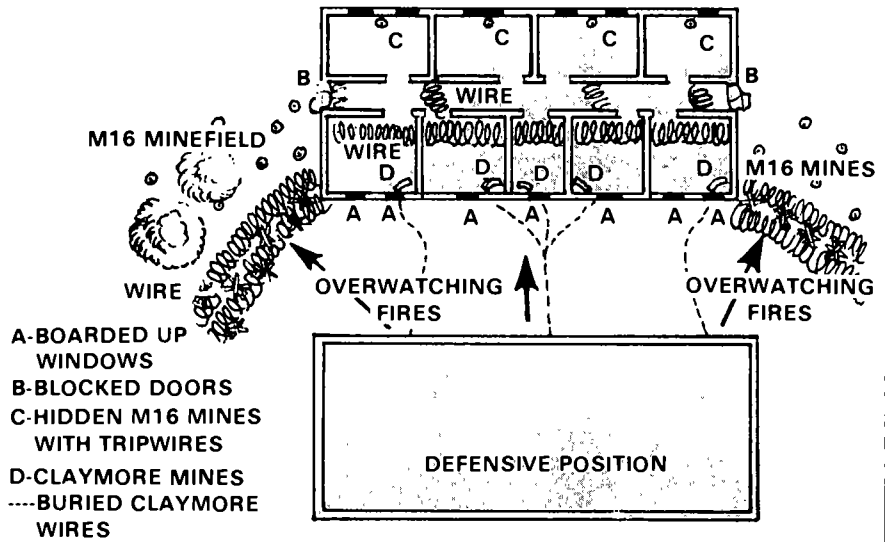 C
C
C
C
B
WIRE
B
M16 MINEFIELD
WIRE
M16 MINES
D
D
D
D
D
A
A
A
A
A
A
A
WIRE
OVERWATCHING
FIRES
OVERWATCHING
FIRES
A-BOARDED UP
WINDOWS
B-BLOCKED DOORS
C-HIDDEN M16 MINES
WITH TRIPWIRES
D-CLAYMORE MINES
----BURIED CLAYMORE
WIRES
DEFENSIVE POSITION